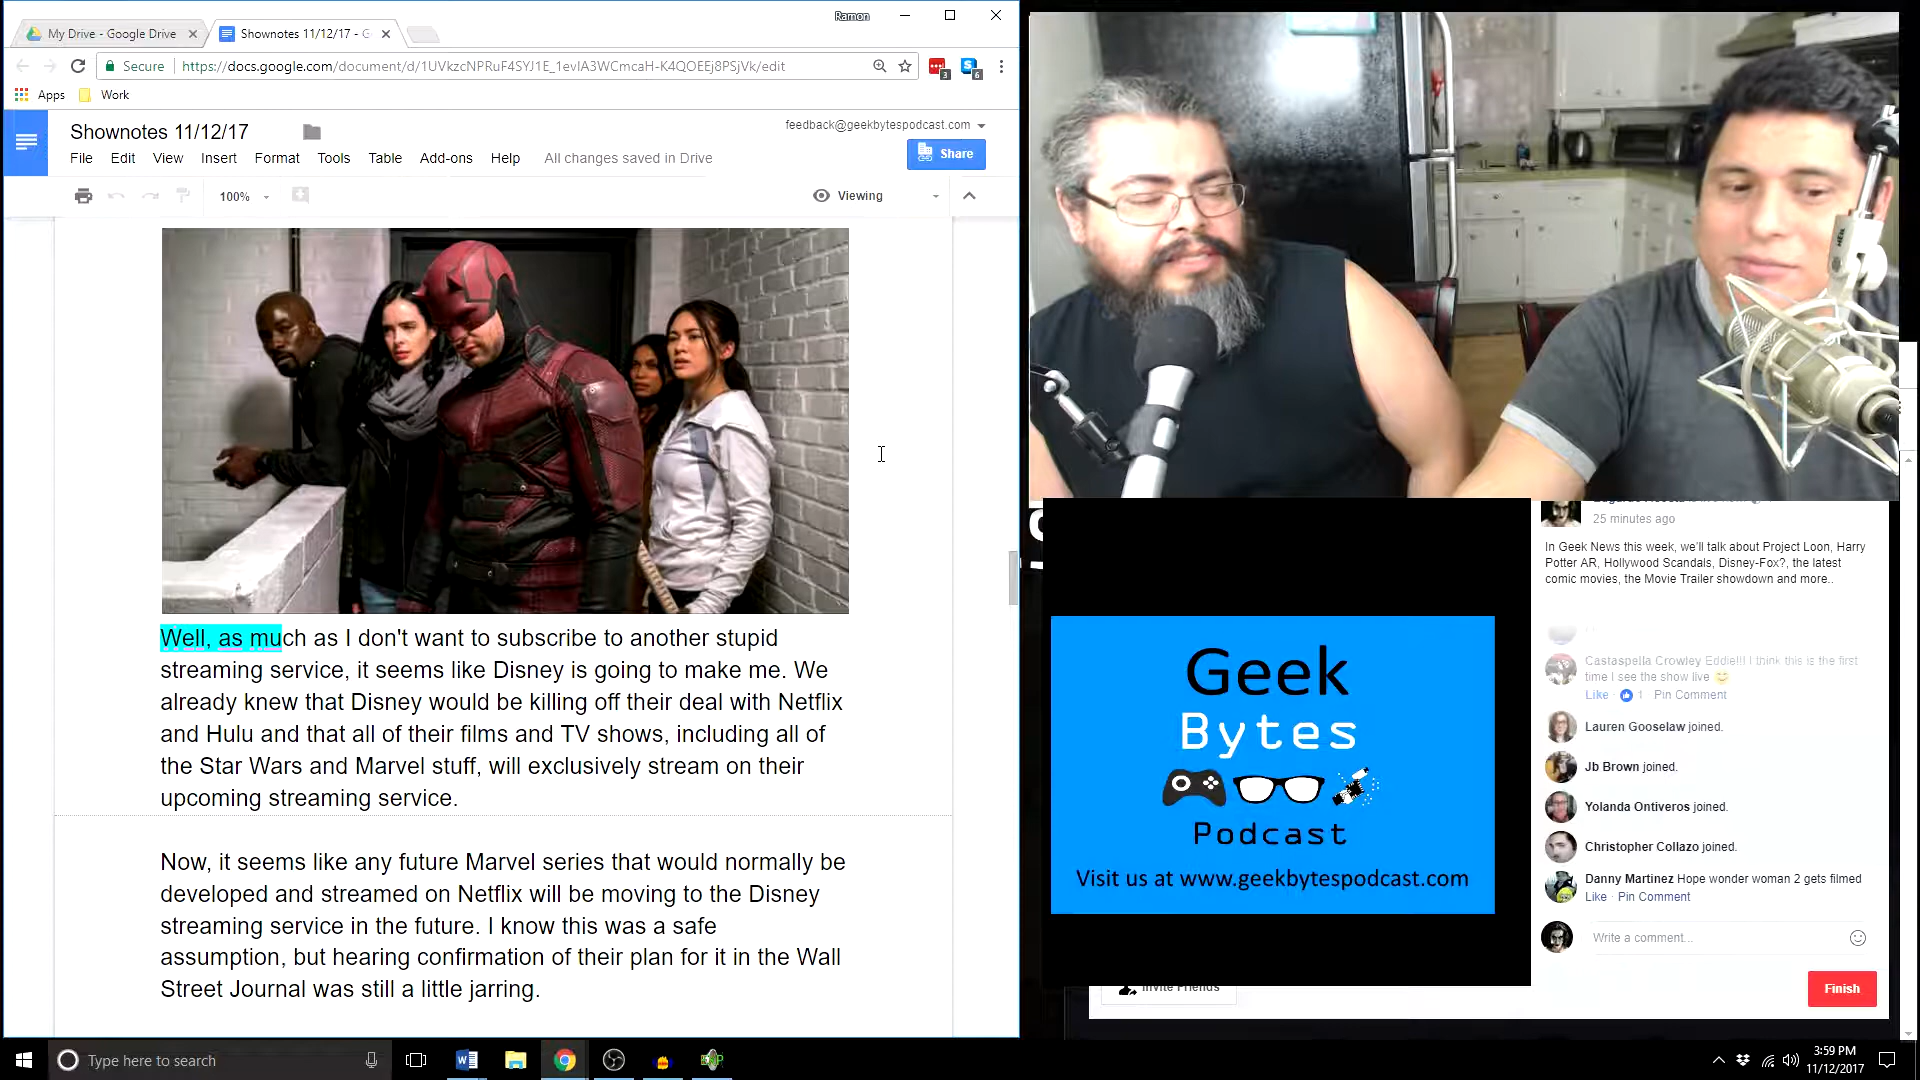 Ramon
My Drive - Google Drive
Shownotes 11/12/17 - G
Secure
https://docs.google.com/document/d/1UVkzcNPRuF4SYJ1E_1evIA3WCmcaH-K4QOEEj8PSjVk/edit
3
6
Apps
Work
Shownotes 11/12/17
feedback@geekbytespodcast.com
File Edit View Insert Format Tools Table Add-ons Help All changes saved in Drive
Share
100%
Viewing
Well, as much as I don't want to subscribe to another stupid
streaming service, it seems like Disney is going to make me. We
already knew that Disney would be killing off their deal with Netflix
and Hulu and that all of their films and TV shows, including all of
the Star Wars and Marvel stuff, will exclusively stream on their
upcoming streaming service.
Now, it seems like any future Marvel series that would normally be
developed and streamed on Netflix will be moving to the Disney
streaming service in the future. I know this was a safe
assumption, but hearing confirmation of their plan for it in the Wall
Street Journal was still a little jarring.
25 minutes ago
In Geek News this week, we'll talk about Project Loon, Harry
Potter AR, Hollywood Scandals, Disney-Fox?, the latest
comic movies, the Movie Trailer showdown and more..
Castaspella Crowley Eddie!!! I think this is the first
time I see the show live
Like · 1 · Pin Comment
Lauren Gooselaw joined.
Jb Brown joined.
Yolanda Ontiveros joined.
Christopher Collazo joined.
Danny Martinez Hope wonder woman 2 gets filmed
Like · Pin Comment
Write a comment...
Finish
Invite Friends
Geek
Bytes
Podcast
Visit us at www.geekbytespodcast.com
Type here to search
3:59 PM
11/12/2017